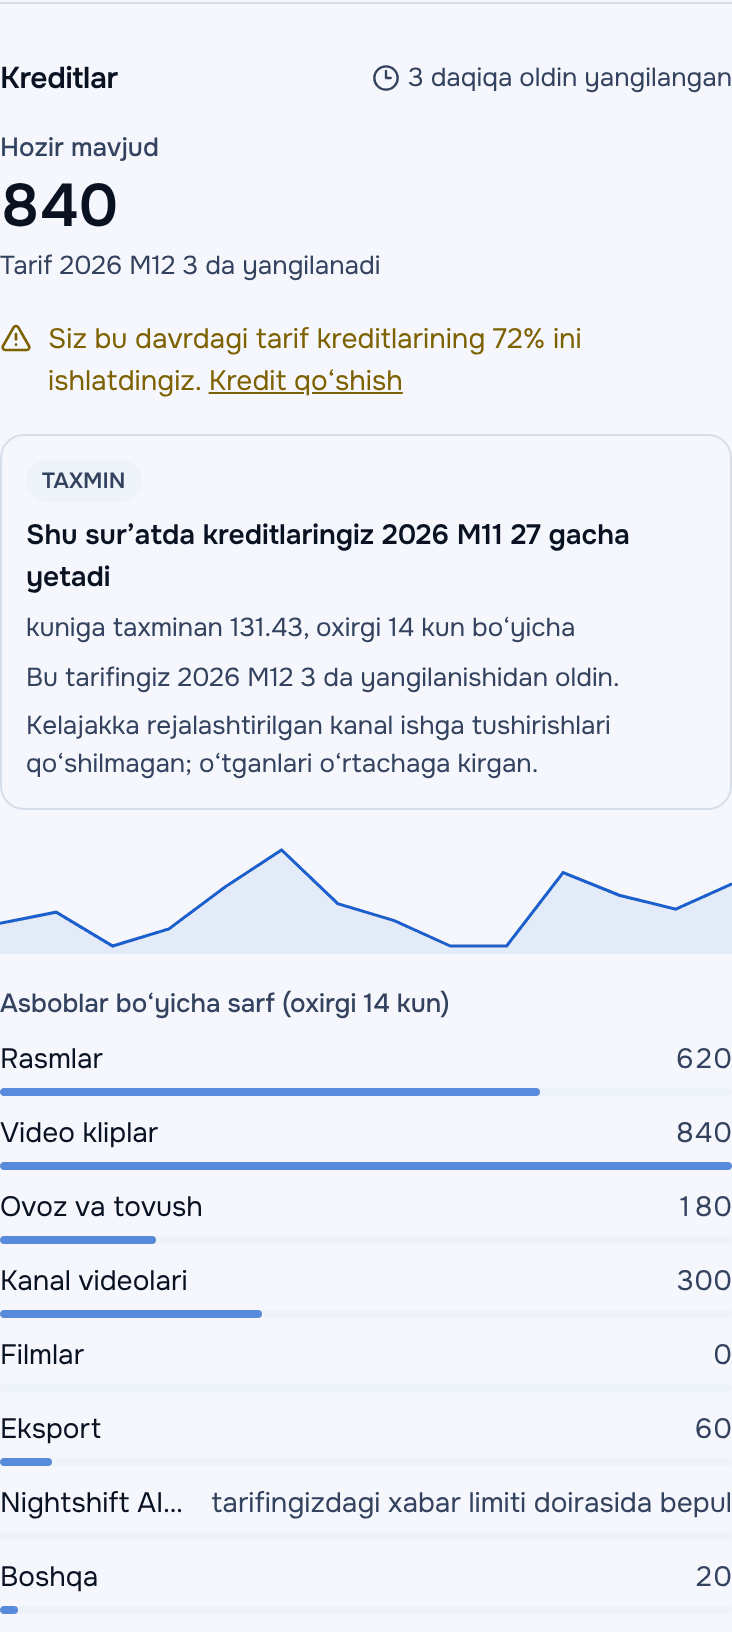 Kreditlar
3 daqiqa oldin yangilangan
Hozir mavjud
840
Tarif 2026 M12 3 da yangilanadi
Siz bu davrdagi tarif kreditlarining 72% ini
ishlatdingiz. Kredit qoʻshish
TAXMIN
Shu surʼatda kreditlaringiz 2026 M11 27 gacha
yetadi
kuniga taxminan 131.43, oxirgi 14 kun boʻyicha
Bu tarifingiz 2026 M12 3 da yangilanishidan oldin.
Kelajakka rejalashtirilgan kanal ishga tushirishlari
qoʻshilmagan; oʻtganlari oʻrtachaga kirgan.
Asboblar boʻyicha sarf (oxirgi 14 kun)
Rasmlar 620
Video kliplar 840
Ovoz va tovush 180
Kanal videolari 300
Filmlar 0
Eksport 60
Nightshift AI... tarifingizdagi xabar limiti doirasida bepul
Boshqa 20